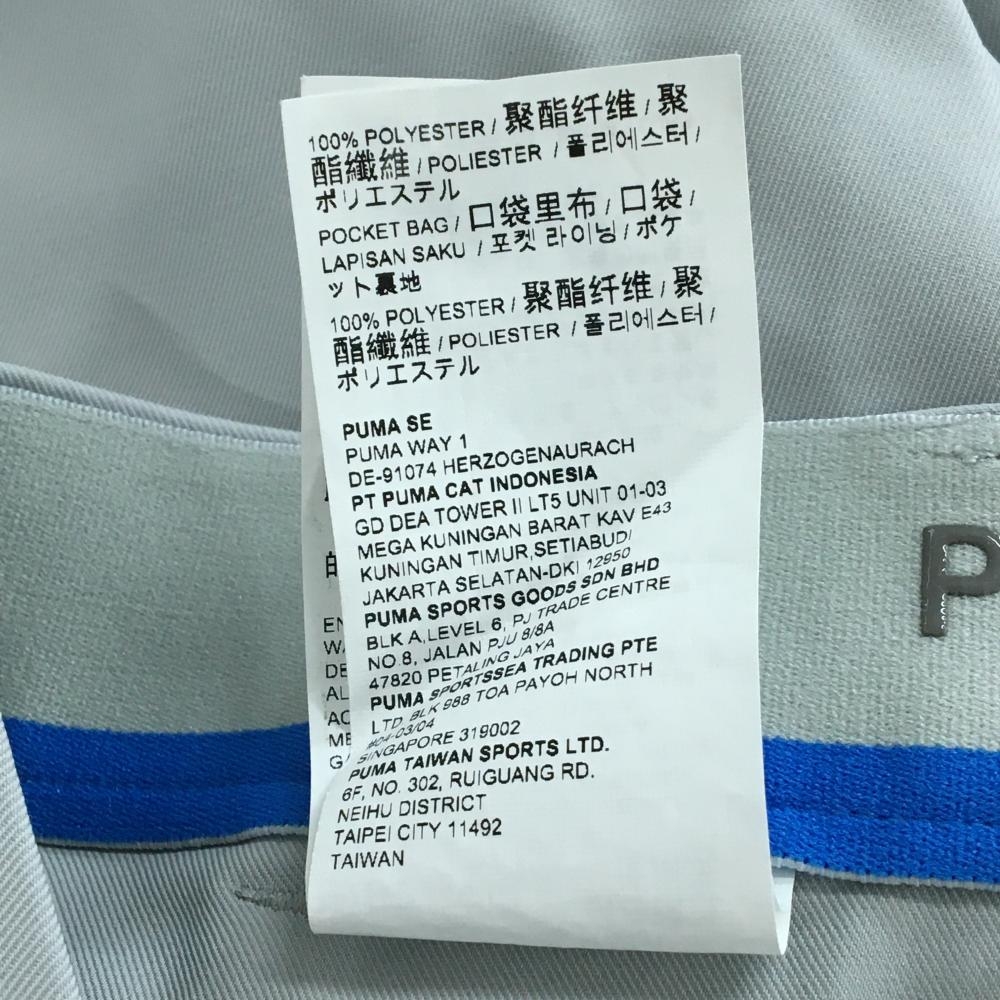 100% POLYESTER / 聚酯纤维 / 聚
酯纖維 / POLIESTER / 폴리에스터 /
ポリエステル
POCKET BAG / 口袋里布 / 口袋 /
LAPISAN SAKU / 포켓 라이닝 / ポケ
ット裏地
100% POLYESTER / 聚酯纤维 / 聚
酯纖維 / POLIESTER / 폴리에스터 /
ポリエステル
PUMA SE
PUMA WAY 1
DE-91074 HERZOGENAURACH
PT PUMA CAT INDONESIA
GD DEA TOWER II LT5 UNIT 01-03
MEGA KUNINGAN BARAT KAV E43
KUNINGAN TIMUR,SETIABUDI
JAKARTA SELATAN-DKI 12950
PUMA SPORTS GOODS SDN BHD
BLK A,LEVEL 6, PJ TRADE CENTRE
NO.8, JALAN PJU 8/8A
47820 PETALING JAYA
PUMA SPORTSSEA TRADING PTE
LTD, BLK 988 TOA PAYOH NORTH
#04-03/04
SINGAPORE 319002
PUMA TAIWAN SPORTS LTD.
6F, NO. 302, RUIGUANG RD.
NEIHU DISTRICT
TAIPEI CITY 11492
TAIWAN
P